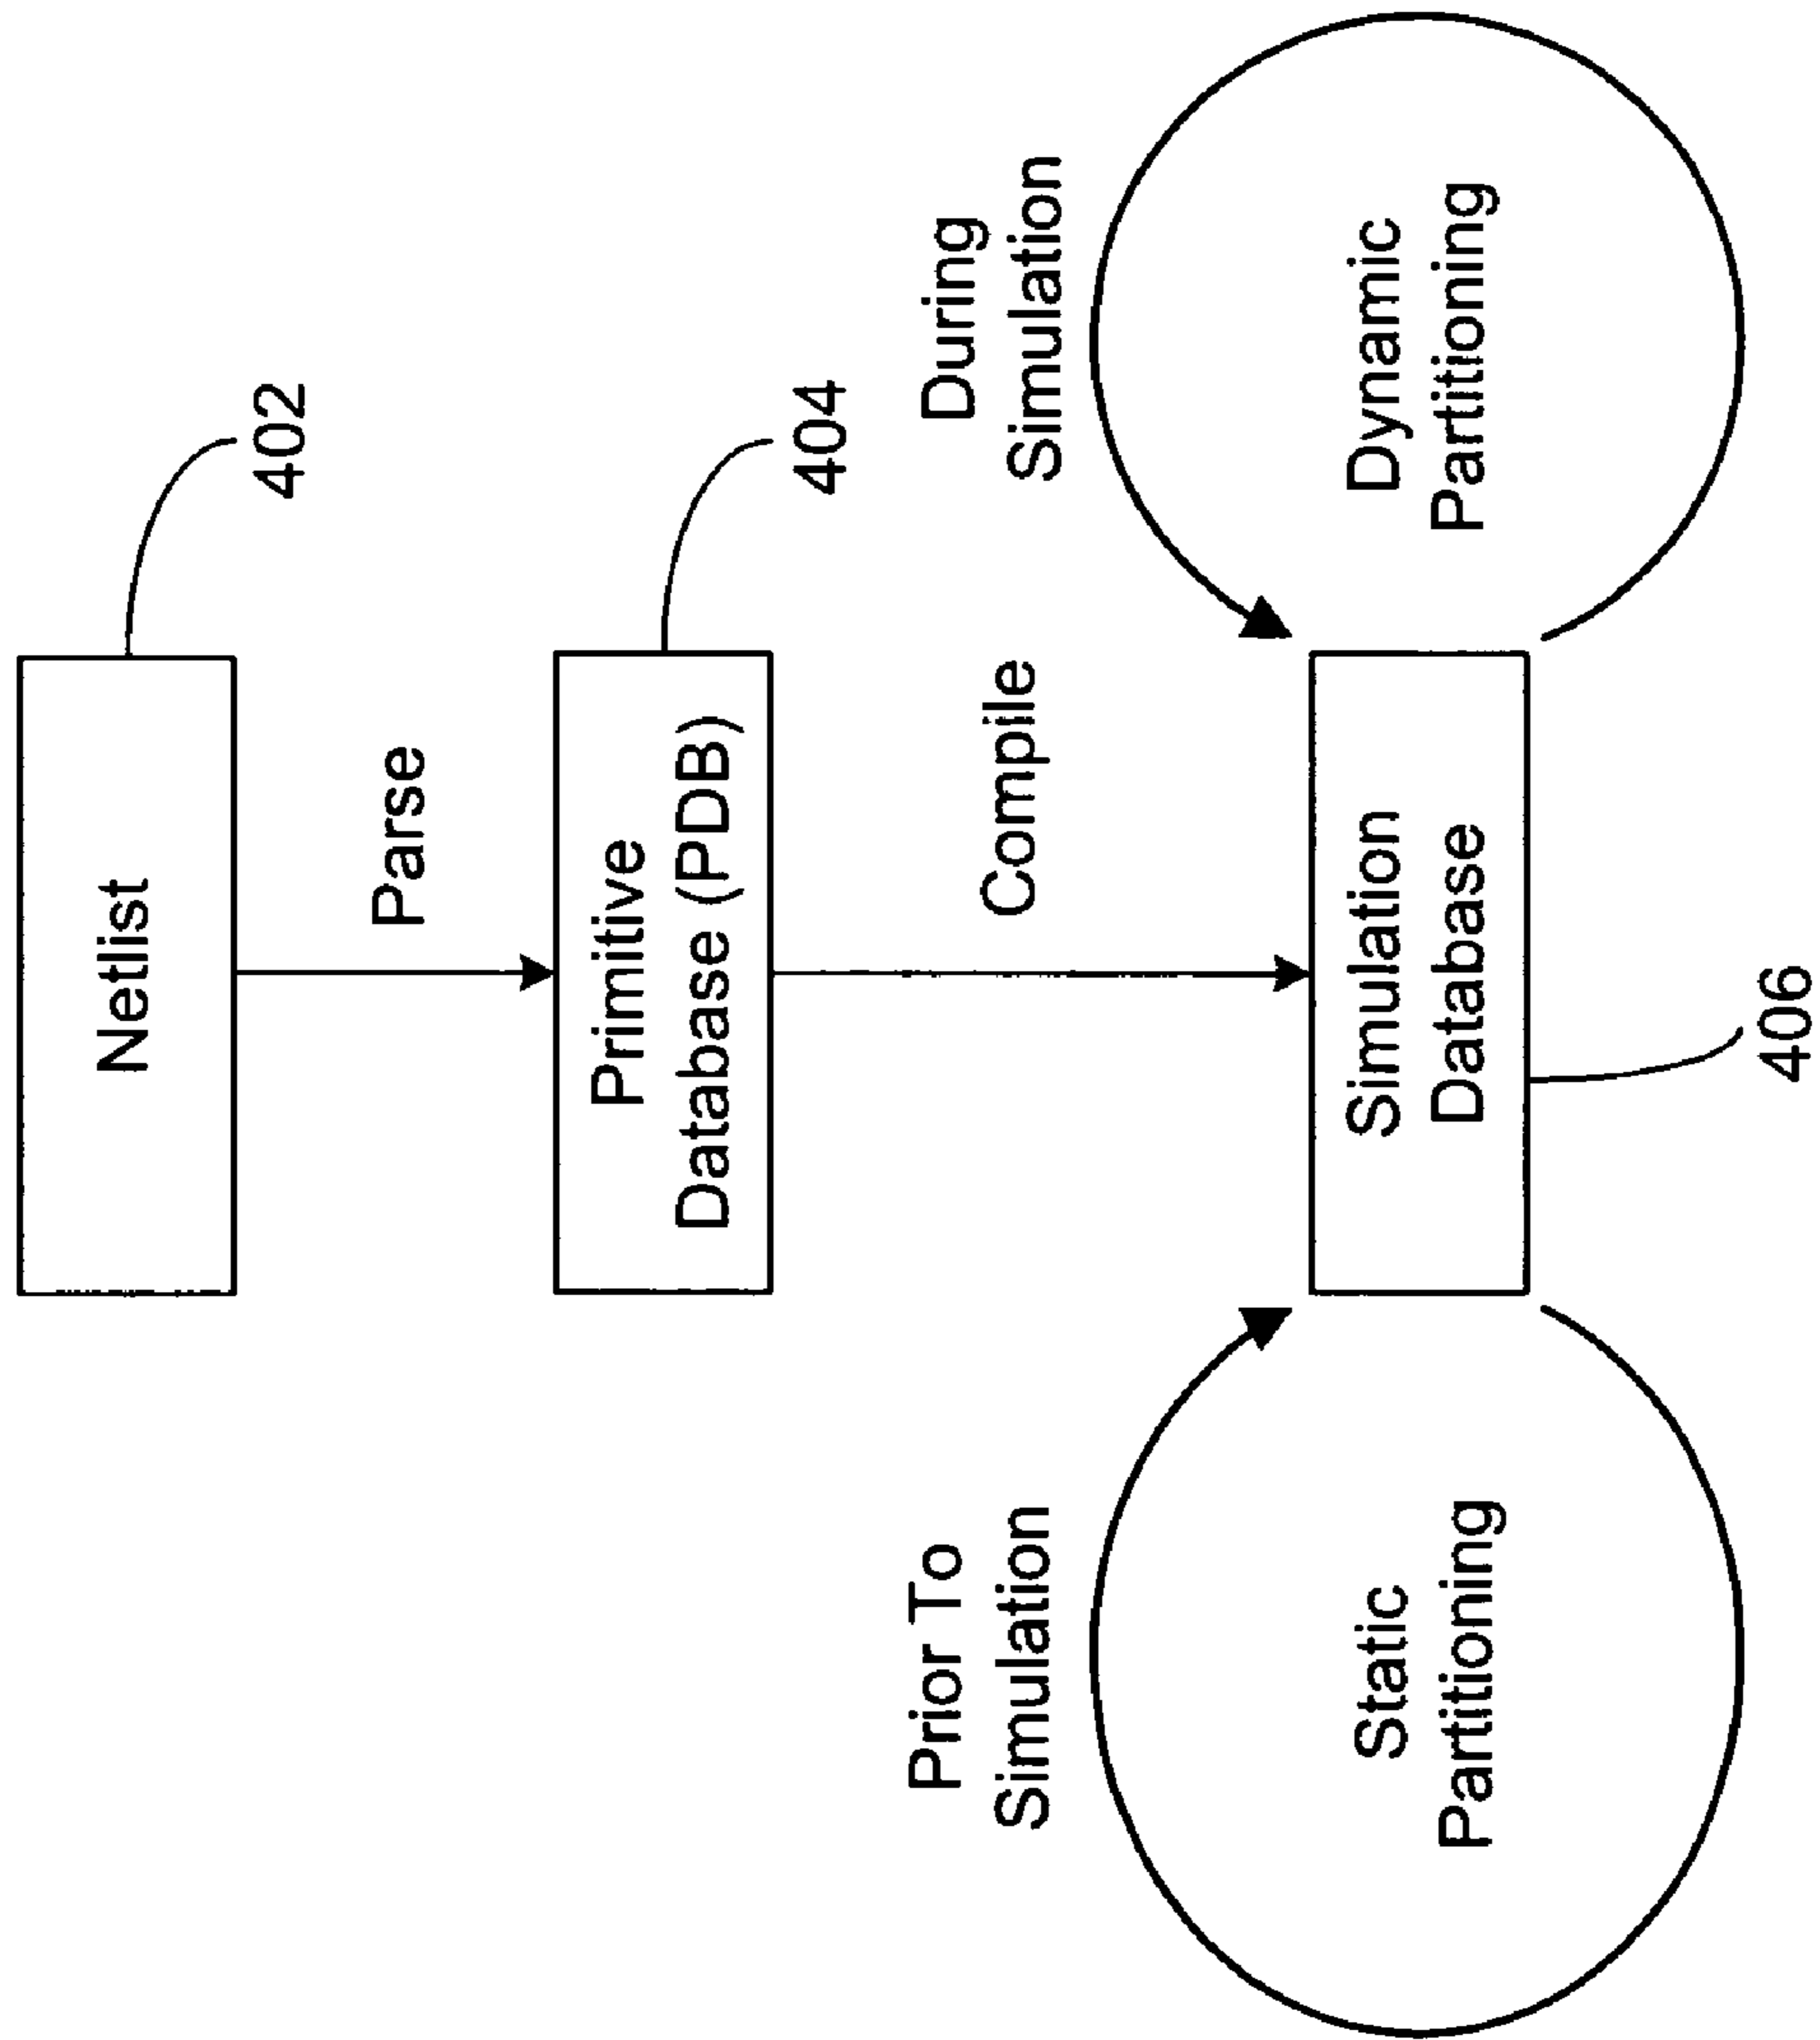 Netlist
402
Parse
Primitive
Database (PDB)
404
Compile
Prior To
Simulation
During
Simulation
Static
Partitioning
Simulation
Database
Dynamic
Partitioning
406